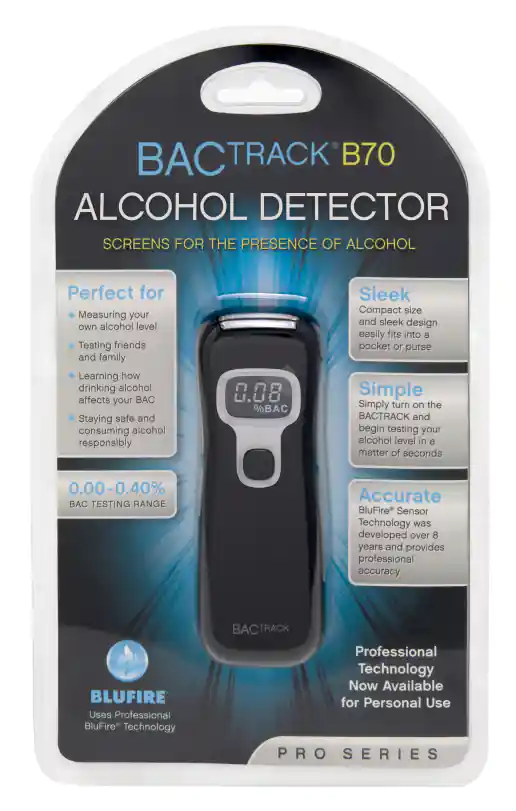 BACTRACK® B70
ALCOHOL DETECTOR
SCREENS FOR THE PRESENCE OF ALCOHOL
Perfect for
Measuring your
own alcohol level
Testing friends
and family
Learning how
drinking alcohol
affects your BAC
Staying safe and
consuming alcohol
responsibly
0.00-0.40%
BAC TESTING RANGE
0.08
%BAC
BACTRACK
Sleek
Compact size
and sleek design
easily fits into a
pocket or purse
Simple
Simply turn on the
BACTRACK and
begin testing your
alcohol level in a
matter of seconds
Accurate
BluFire® Sensor
Technology was
developed over 8
years and provides
professional
accuracy
BLUFIRE
Uses Professional
BluFire® Technology
Professional
Technology
Now Available
for Personal Use
PRO SERIES